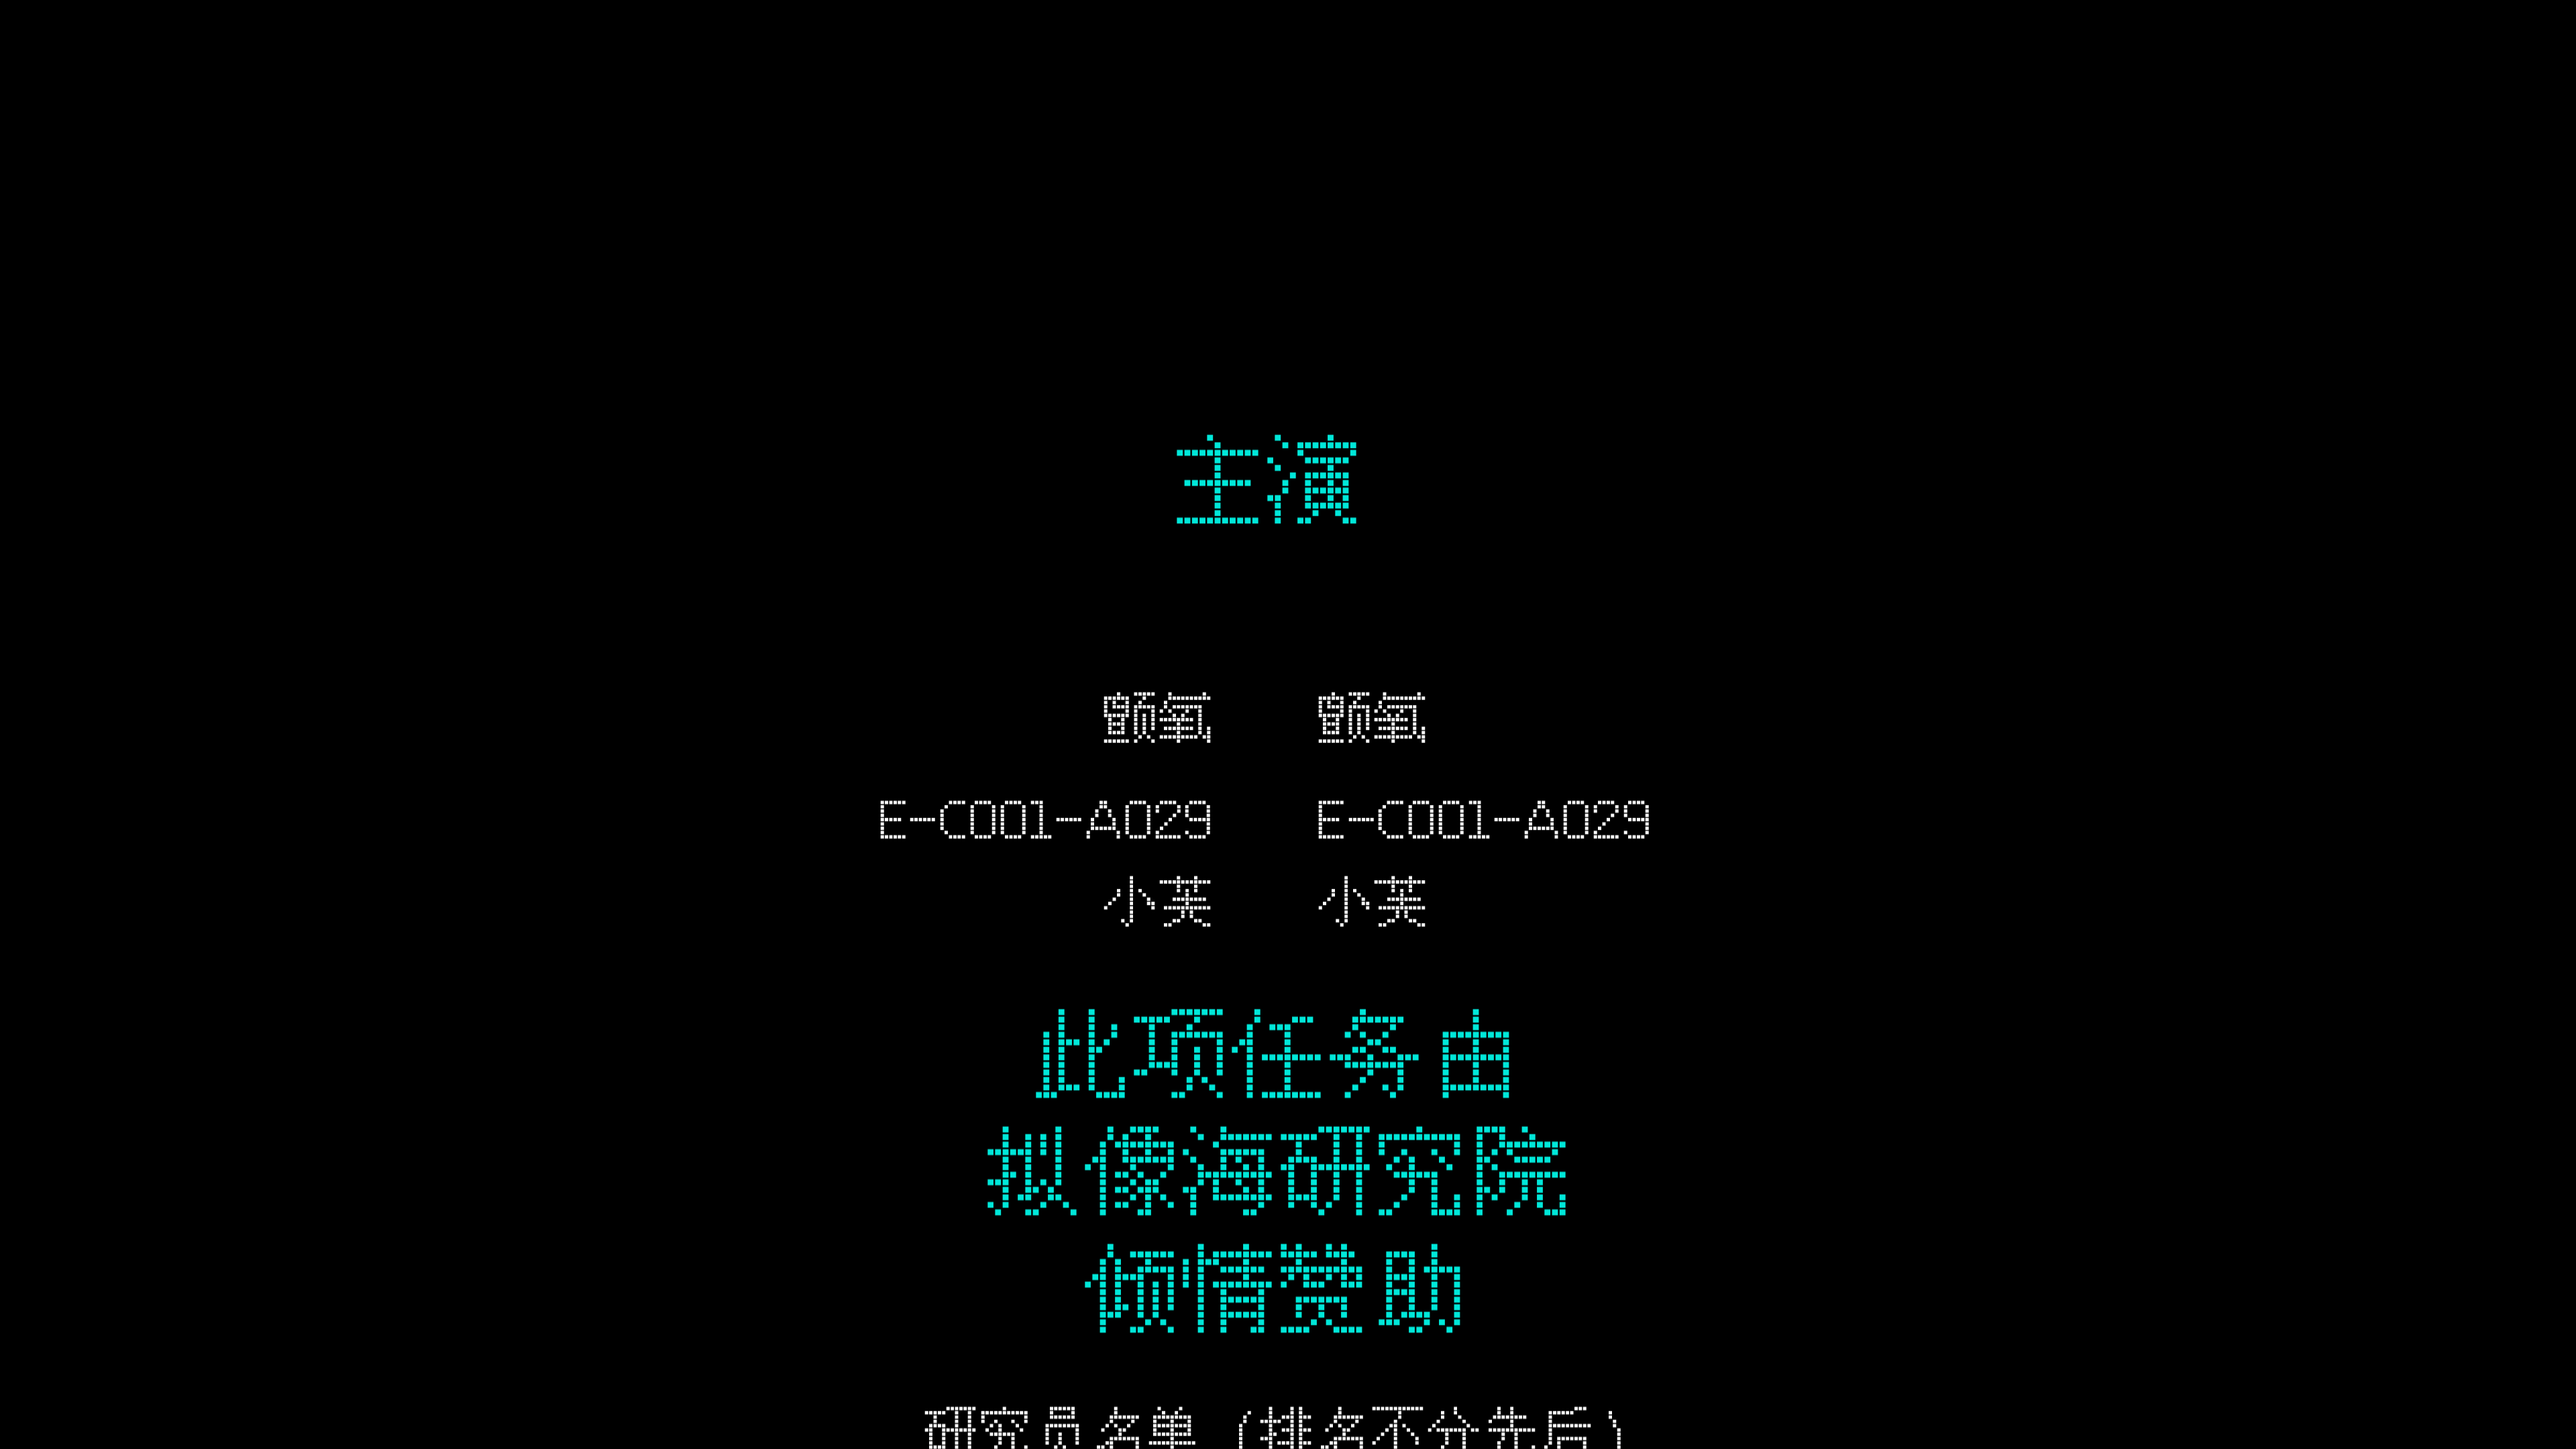 主演
颤氧 颤氧
E-C001-A029 E-C001-A029
小芙 小芙
此项任务由
拟像海研究院
倾情赞助
研究员名单（排名不分先后）